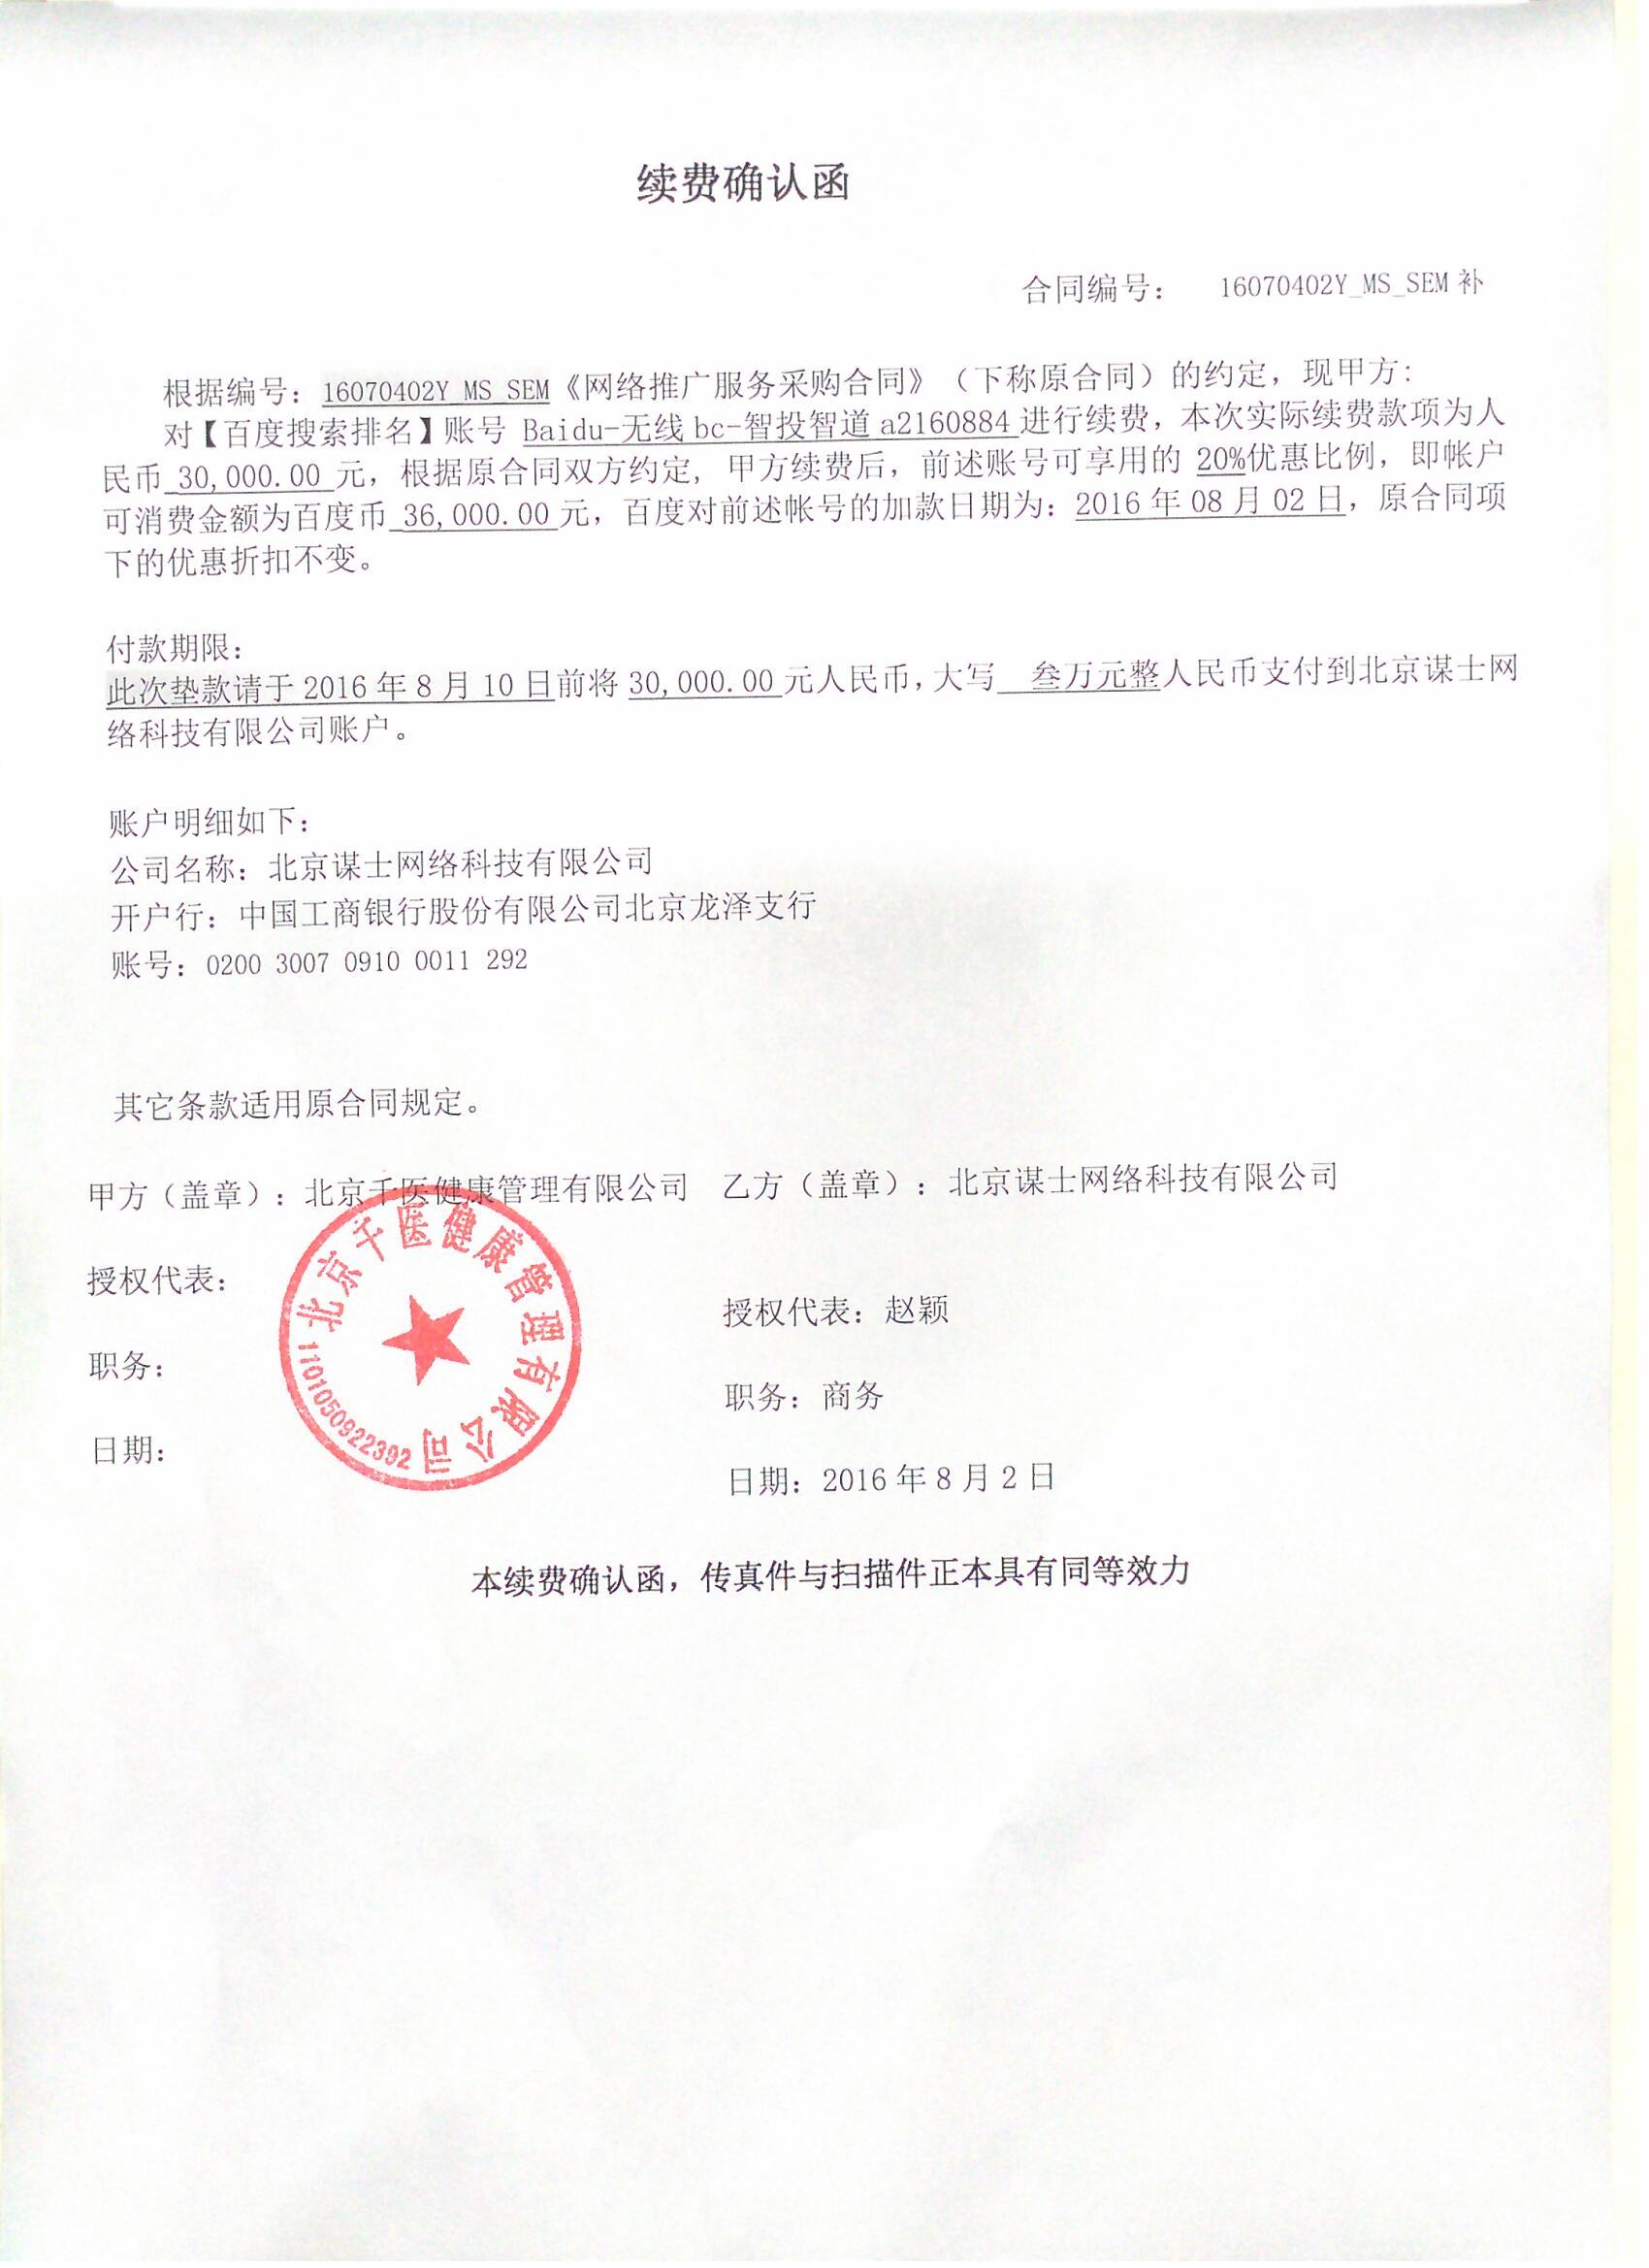 续费确认函
合同编号： 16070402Y_MS_SEM 补
根据编号：16070402Y MS SEM《网络推广服务采购合同》（下称原合同）的约定，现甲方：
对【百度搜索排名】账号 Baidu-无线 bc-智投智道 a2160884 进行续费，本次实际续费款项为人
民币 30,000.00 元，根据原合同双方约定，甲方续费后，前述账号可享用的 20%优惠比例，即帐户
可消费金额为百度币 36,000.00 元，百度对前述帐号的加款日期为：2016 年 08 月 02 日，原合同项
下的优惠折扣不变。
付款期限：
此次垫款请于 2016 年 8 月 10 日前将 30,000.00 元人民币，大写 叁万元整人民币支付到北京谋士网
络科技有限公司账户。
账户明细如下：
公司名称：北京谋士网络科技有限公司
开户行：中国工商银行股份有限公司北京龙泽支行
账号：0200 3007 0910 0011 292
其它条款适用原合同规定。
甲方（盖章）：北京千医健康管理有限公司 乙方（盖章）：北京谋士网络科技有限公司
北京千医健康管理有限公司
1101050922392
授权代表：
授权代表：赵颖
职务：
职务：商务
日期：
日期：2016 年 8 月 2 日
本续费确认函，传真件与扫描件正本具有同等效力